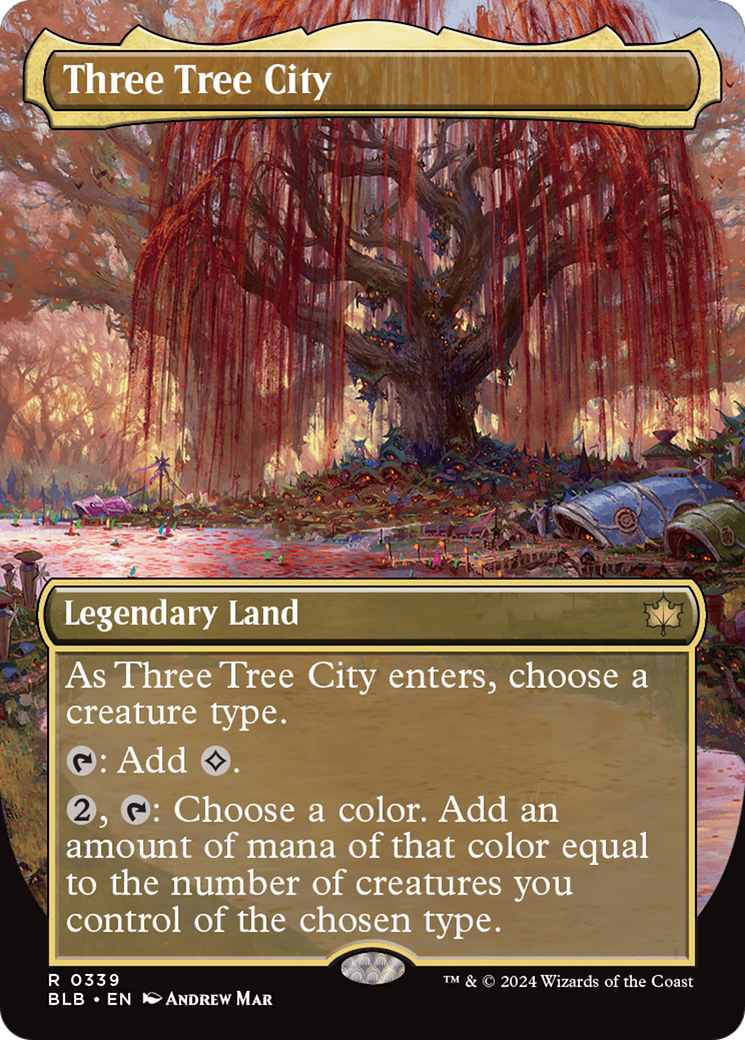 Three Tree City
Legendary Land
As Three Tree City enters, choose a
creature type.
: Add .
2, : Choose a color. Add an
amount of mana of that color equal
to the number of creatures you
control of the chosen type.
R 0339
BLB • EN Andrew Mar
™ & © 2024 Wizards of the Coast